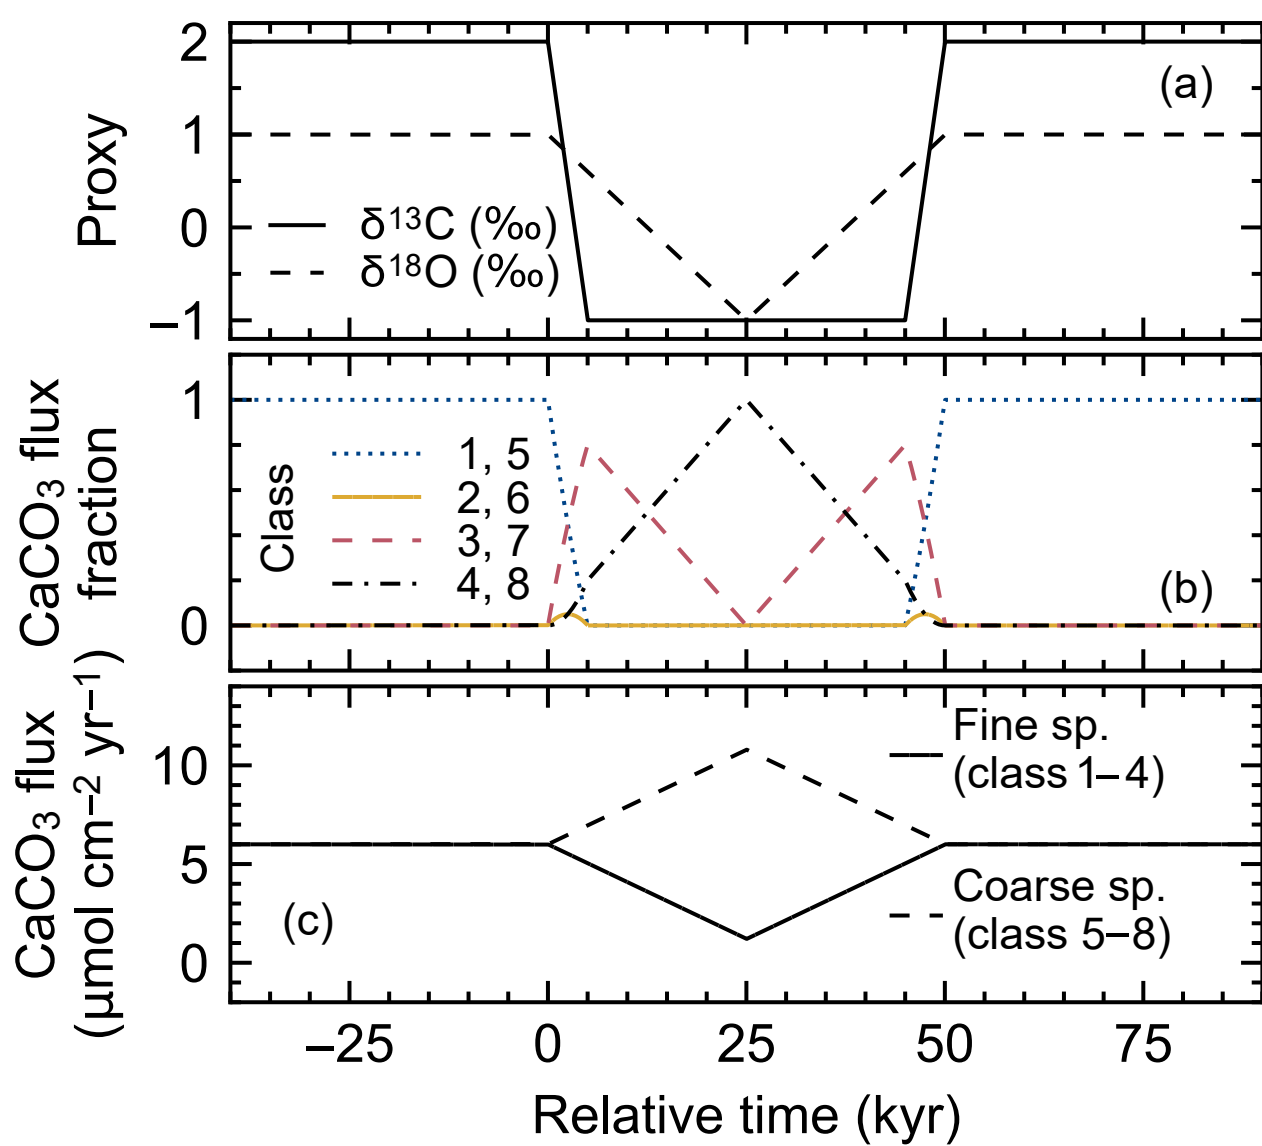 2
1
0
−1
Proxy
(a)
δ¹³C (‰)
δ¹⁸O (‰)
1
0
CaCO₃ flux
fraction
Class
1, 5
2, 6
3, 7
4, 8
(b)
10
5
0
CaCO₃ flux
(μmol cm⁻² yr⁻¹)
Fine sp.
(class 1–4)
Coarse sp.
(class 5–8)
(c)
−25
0
25
50
75
Relative time (kyr)